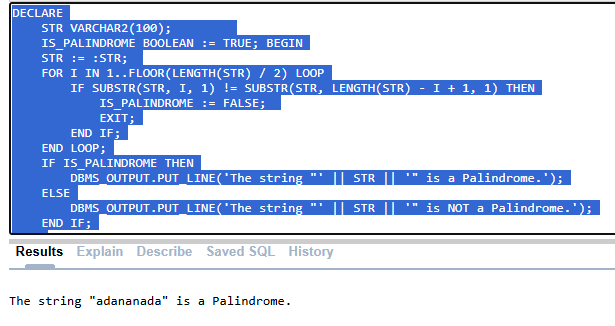 DECLARE
    STR VARCHAR2(100);
    IS_PALINDROME BOOLEAN := TRUE; BEGIN
    STR := :STR;
    FOR I IN 1..FLOOR(LENGTH(STR) / 2) LOOP
        IF SUBSTR(STR, I, 1) != SUBSTR(STR, LENGTH(STR) - I + 1, 1) THEN
            IS_PALINDROME := FALSE;
            EXIT;
        END IF;
    END LOOP;
    IF IS_PALINDROME THEN
        DBMS_OUTPUT.PUT_LINE('The string "' || STR || '" is a Palindrome.');
    ELSE
        DBMS_OUTPUT.PUT_LINE('The string "' || STR || '" is NOT a Palindrome.');
    END IF;
Results Explain Describe Saved SQL History
The string "adananada" is a Palindrome.